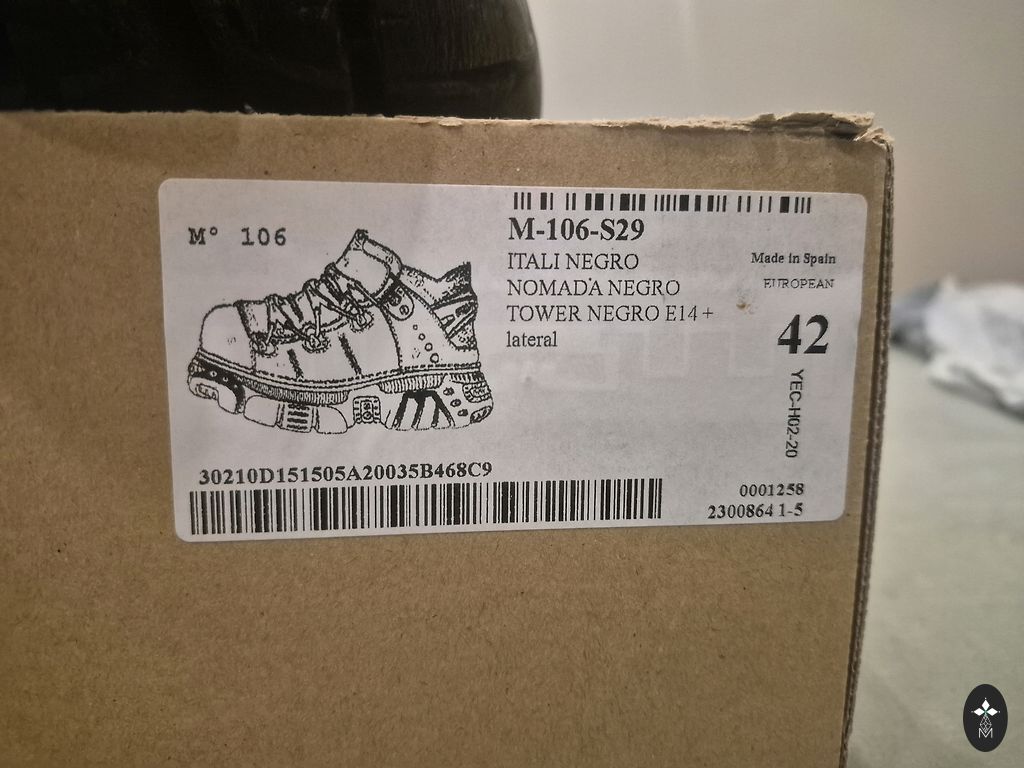 M° 106
M-106-S29
ITALI NEGRO
NOMADA NEGRO
TOWER NEGRO E14 +
lateral
Made in Spain
EUROPEAN
42
YEC-H02-20
30210D151505A20035B468C9
0001258
2300864 1-5
M